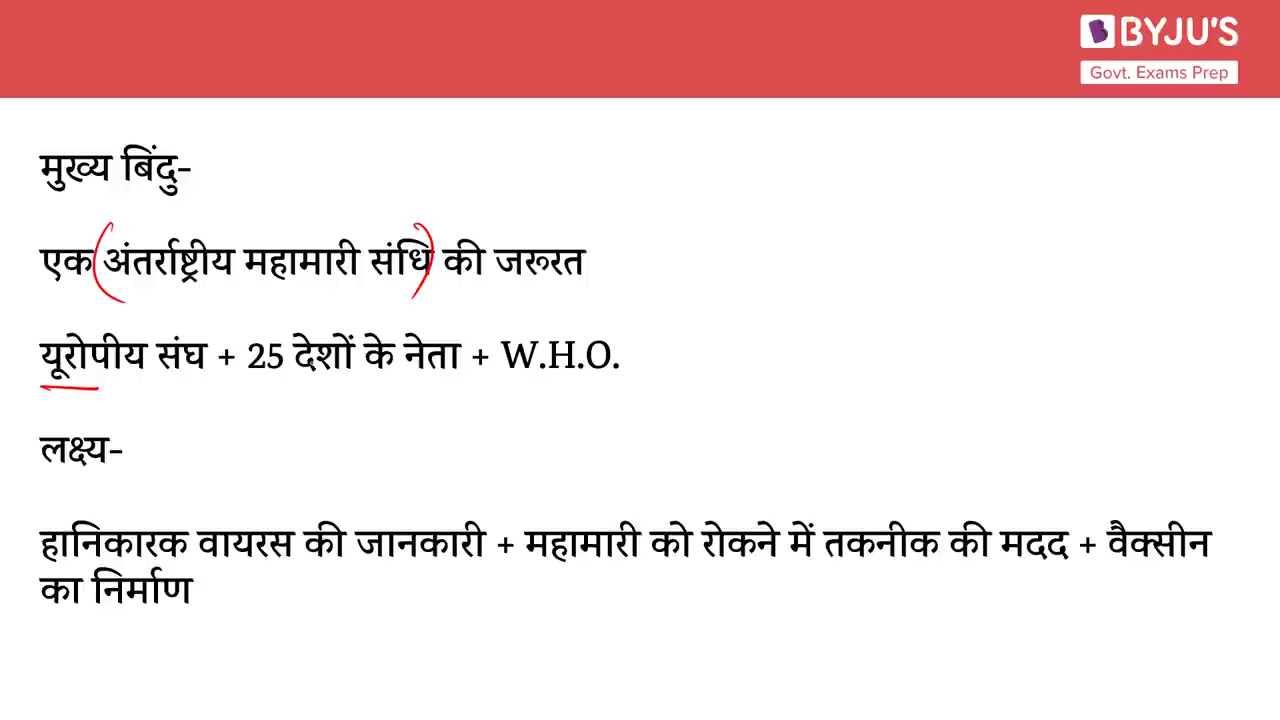 BYJU'S
Govt. Exams Prep
मुख्य बिंदु-
एक अंतर्राष्ट्रीय महामारी संधि की जरूरत
यूरोपीय संघ + 25 देशों के नेता + W.H.O.
लक्ष्य-
हानिकारक वायरस की जानकारी + महामारी को रोकने में तकनीक की मदद + वैक्सीन
का निर्माण